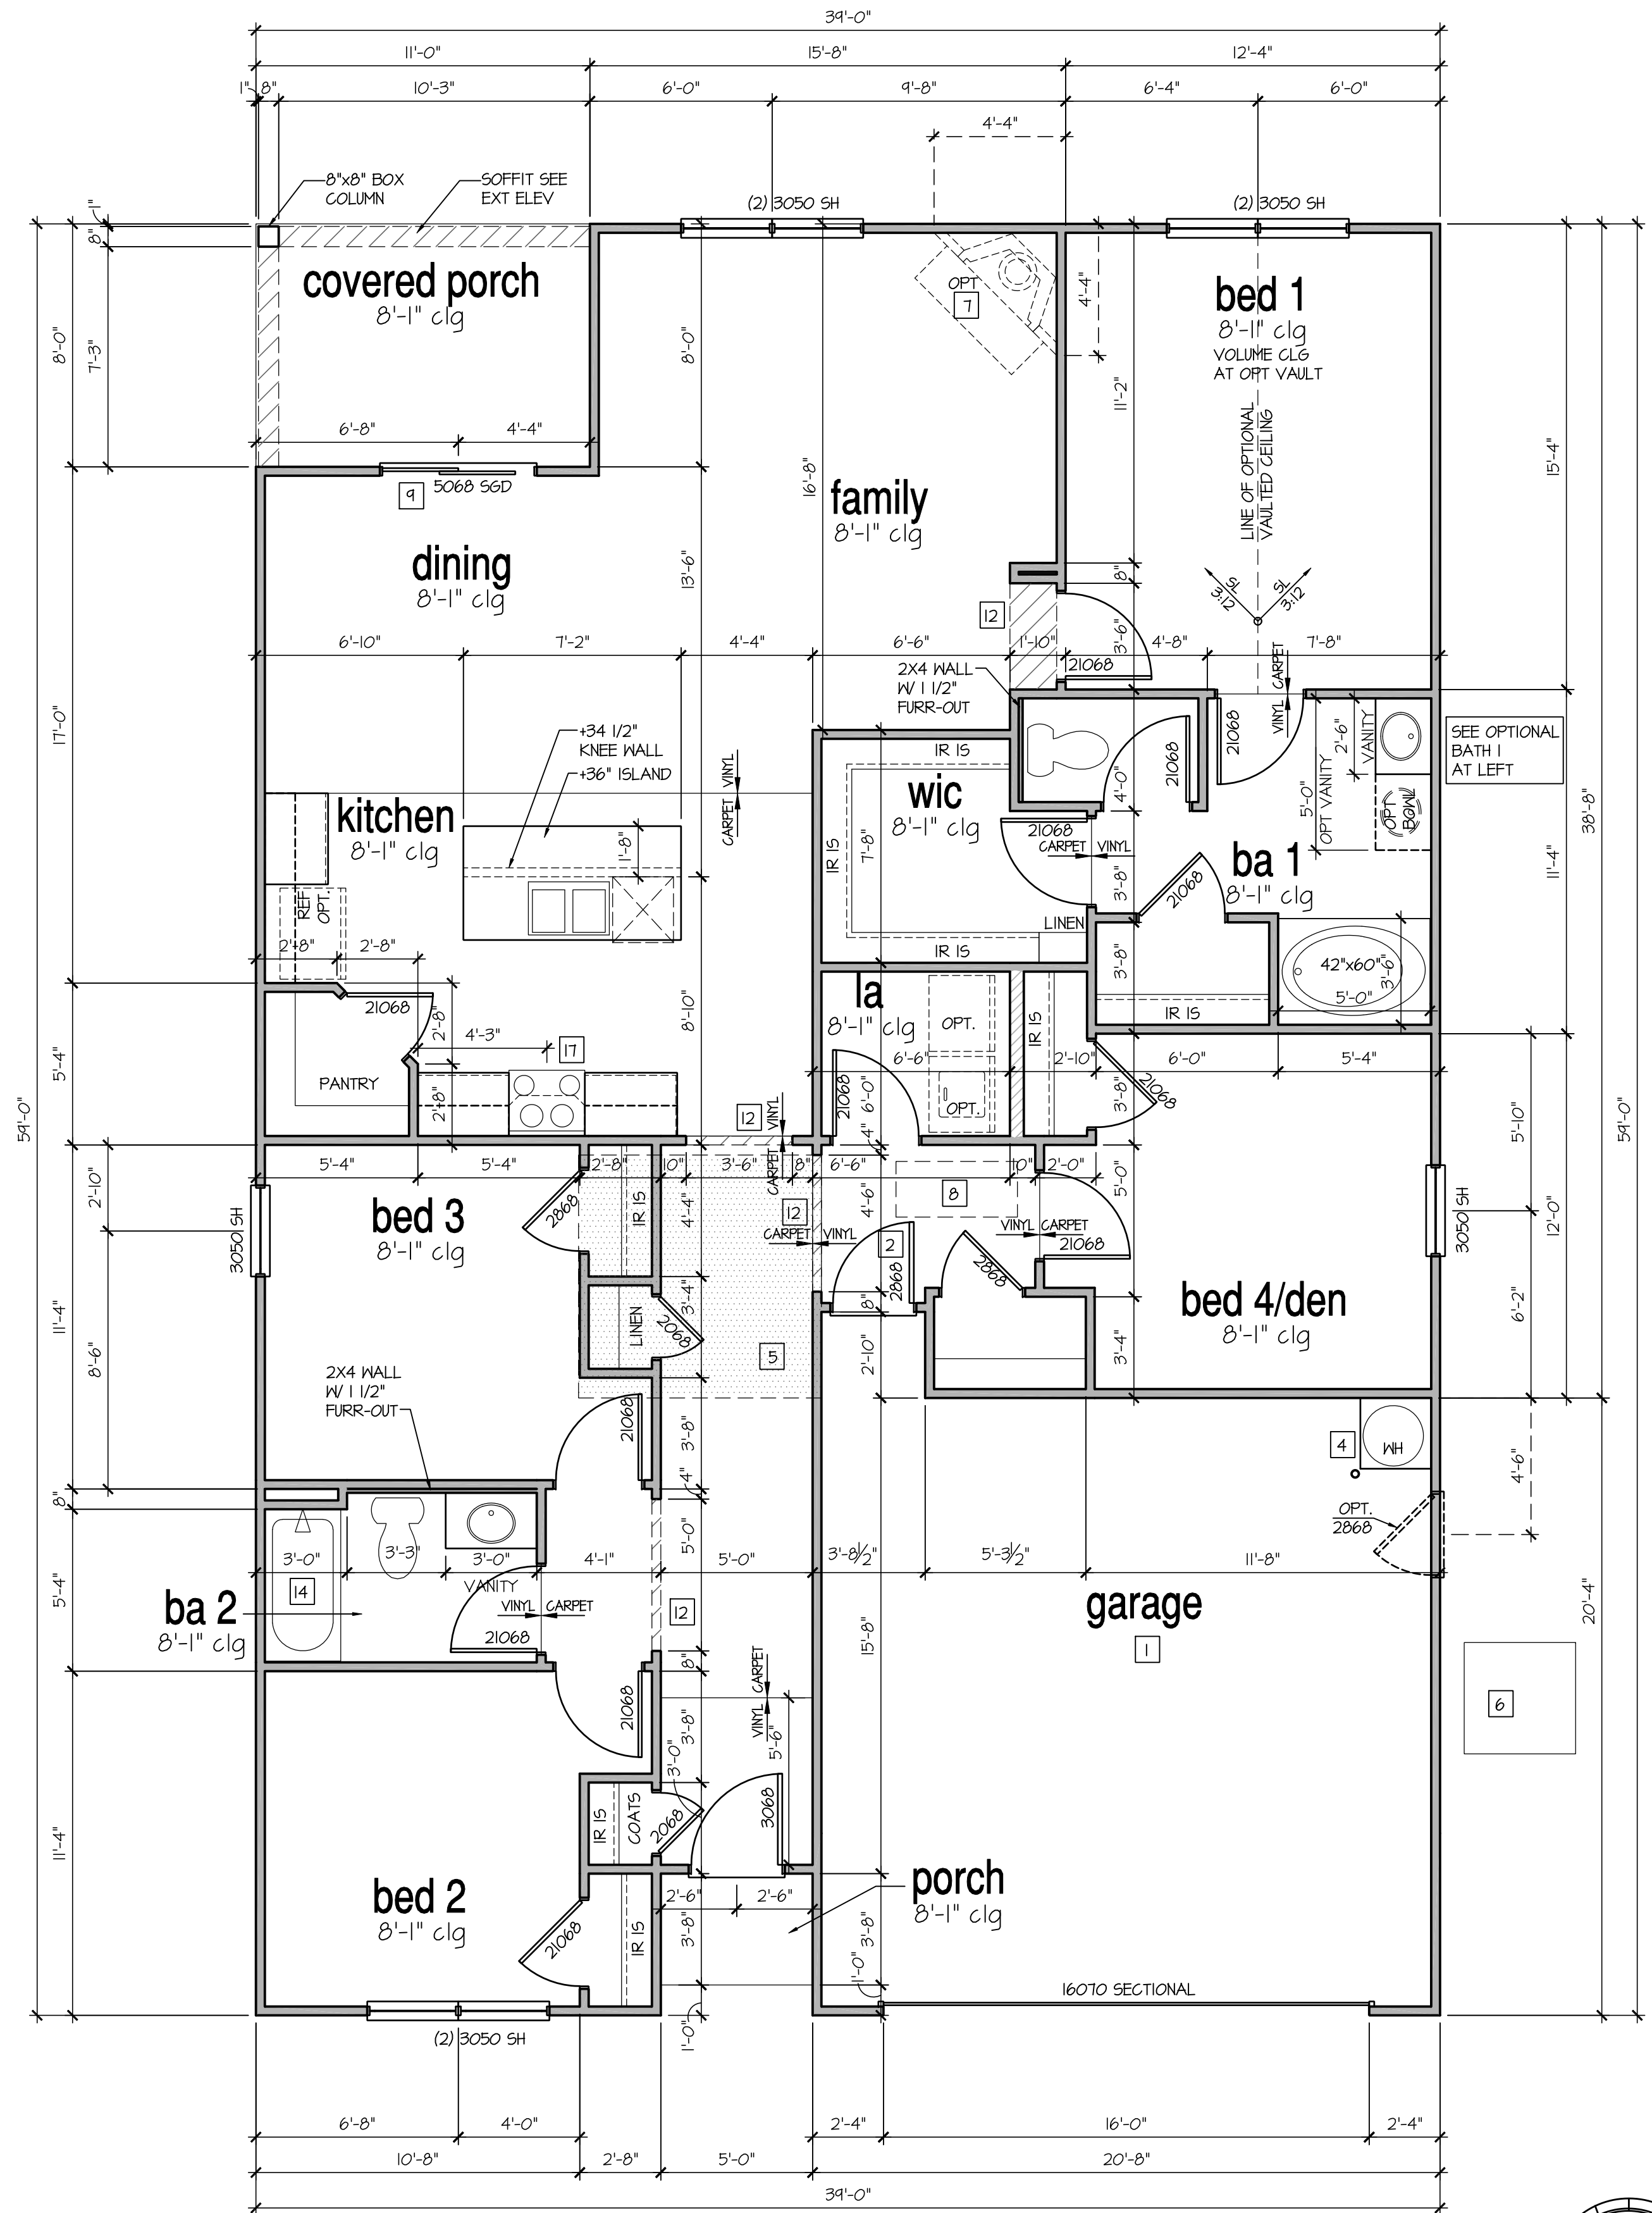 39'-0"
11'-0" 15'-8" 12'-4"
1" 8" 10'-3" 6'-0" 9'-8" 6'-4" 6'-0"
4'-4"
8"x8" BOX
COLUMN
SOFFIT SEE
EXT ELEV
(2) 3050 SH
(2) 3050 SH
1"
8"
covered porch
8'-1" clg
OPT
7
4'-4"
bed 1
8'-1" clg
VOLUME CLG
AT OPT VAULT
8'-0"
7'-3"
8'-0"
11'-2"
LINE OF OPTIONAL
VAULTED CEILING
15'-4"
6'-8" 4'-4"
9
5068 SGD
16'-8"
family
8'-1" clg
dining
8'-1" clg
13'-6"
8"
SL
3:12
SL
3:12
12
3'-6"
6'-10" 7'-2" 4'-4" 6'-6" 1'-10" 4'-8" 7'-8"
21068
2X4 WALL
W/ 1 1/2"
FURR-OUT
VINYL CARPET
17'-0"
+34 1/2"
KNEE WALL
+36" ISLAND
CARPET VINYL
IR IS
21068
21068
2'-6"
VANITY
SEE OPTIONAL
BATH 1
AT LEFT
kitchen
8'-1" clg
1'-8"
wic
8'-1" clg
IR IS
7'-8"
4'-0"
21068
CARPET VINYL
5'-0"
OPT VANITY
OPT
BOWL
38'-8"
ba 1
8'-1" clg
11'-4"
3'-8"
21068
REF
OPT.
LINEN
IR IS
2'-8" 2'-8"
3'-8"
42"x60"
3'-6"
5'-0"
IR IS
21068
la
8'-1" clg
OPT.
IR IS
8'-10"
2'-8"
4'-3"
17
5'-4"
PANTRY
2'-8"
6'-6" 2'-10" 6'-0" 5'-4"
21068
6'-0"
OPT.
3'-8"
21068
12
VINYL
CARPET
4"
59'-0"
59'-0"
5'-10"
5'-4" 5'-4" 2'-8" 10" 3'-6" 8" 6'-6" 10" 2'-0"
5'-0"
8
2'-10"
bed 3
8'-1" clg
3050 SH
2868
IR IS
4'-4"
12
CARPET VINYL
4'-6"
2
VINYL CARPET
21068
3050 SH
12'-0"
2868
2868
11'-4"
8'-6"
3'-4"
LINEN
2068
8"
bed 4/den
8'-1" clg
6'-2"
5
2'-10"
3'-4"
2X4 WALL
W/ 1 1/2"
FURR-OUT
21068
3'-8"
4"
4
WH
4'-6"
8"
OPT.
2868
5'-0"
3'-0" 3'-3" 3'-0" 4'-1" 5'-0" 3'-8½" 5'-3½" 11'-8"
14
VANITY
5'-4"
ba 2
8'-1" clg
VINYL CARPET
21068
12
garage
1
20'-4"
15'-8"
8"
VINYL CARPET
6
21068
3'-8"
5'-6"
3'-0"
IR IS
COATS
2068
3068
11'-4"
bed 2
8'-1" clg
porch
8'-1" clg
2'-6" 2'-6"
21068
IR IS
3'-8"
3'-8"
1'-0"
16070 SECTIONAL
(2) 3050 SH
1'-0"
6'-8" 4'-0" 2'-4" 16'-0" 2'-4"
10'-8" 2'-8" 5'-0" 20'-8"
39'-0"